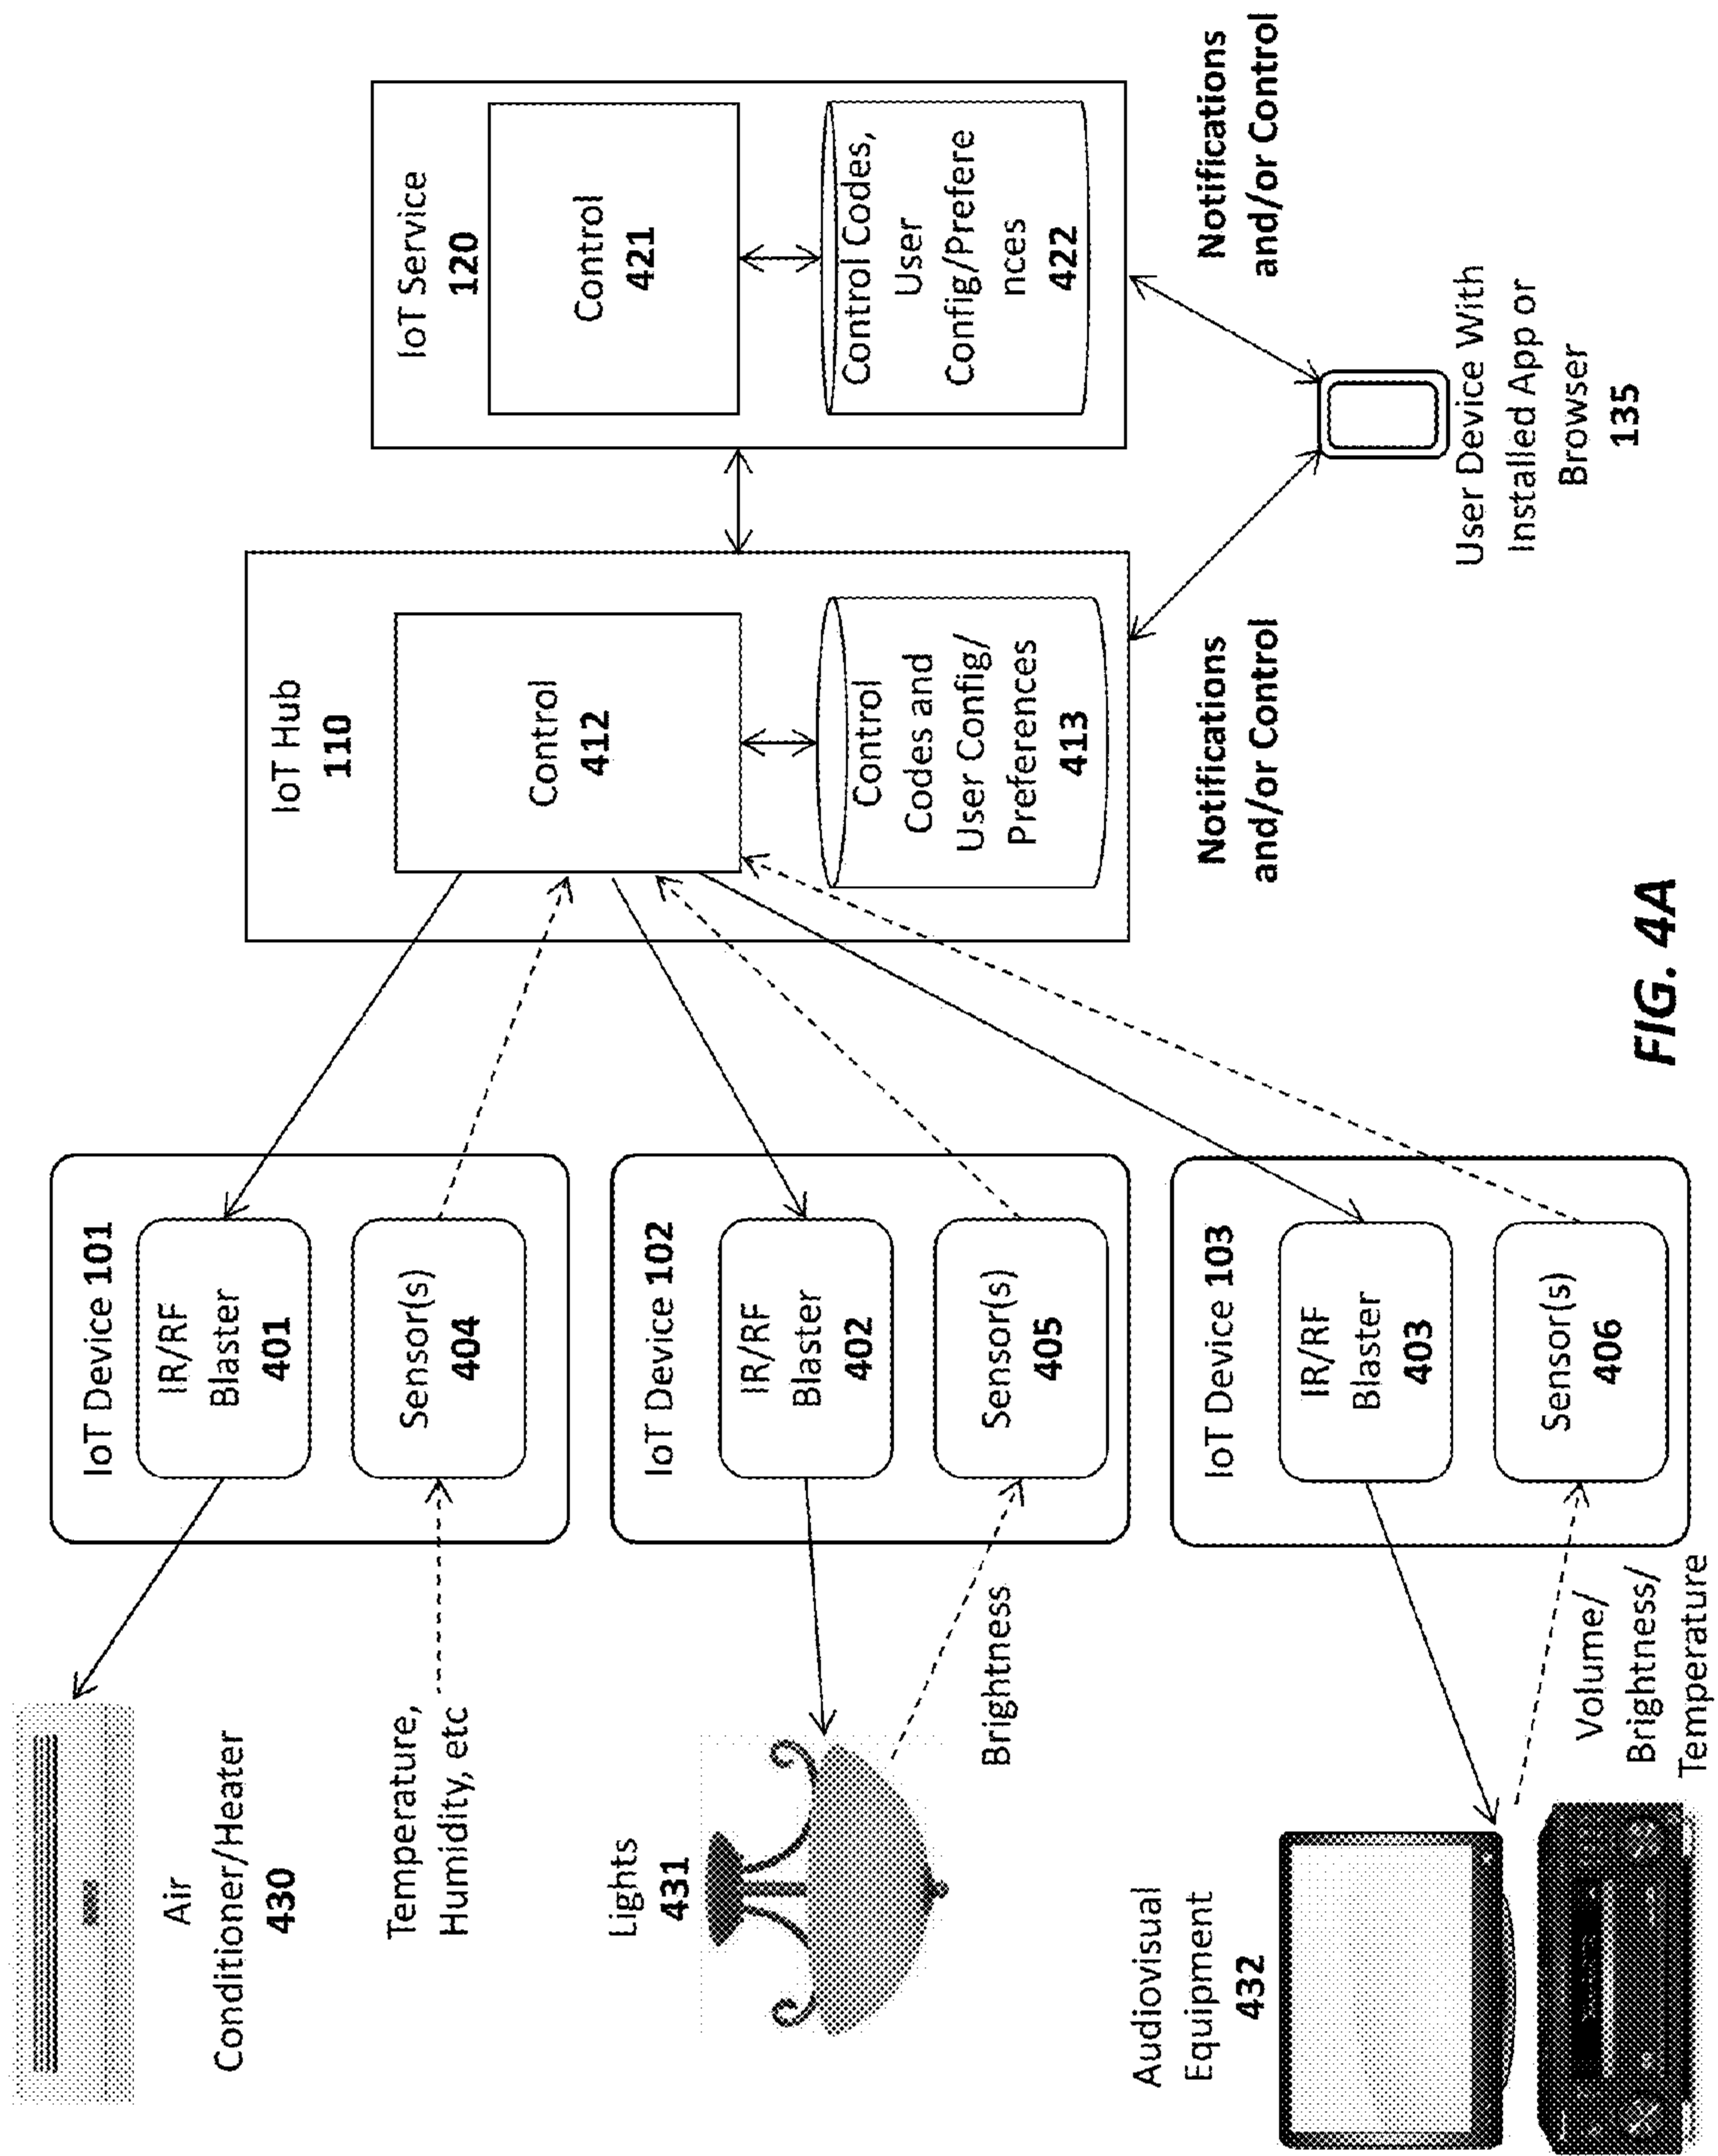 Air
Conditioner/Heater
430
Temperature,
Humidity, etc
Lights
431
Brightness
Audiovisual
Equipment
432
Volume/
Brightness/
Temperature
IoT Device 101
IR/RF
Blaster
401
Sensor(s)
404
IoT Device 102
IR/RF
Blaster
402
Sensor(s)
405
IoT Device 103
IR/RF
Blaster
403
Sensor(s)
406
IoT Hub
110
Control
412
Control
Codes and
User Config/
Preferences
413
Notifications
and/or Control
IoT Service
120
Control
421
Control Codes,
User
Config/Prefere
nces
422
Notifications
and/or Control
User Device With
Installed App or
Browser
135
FIG. 4A